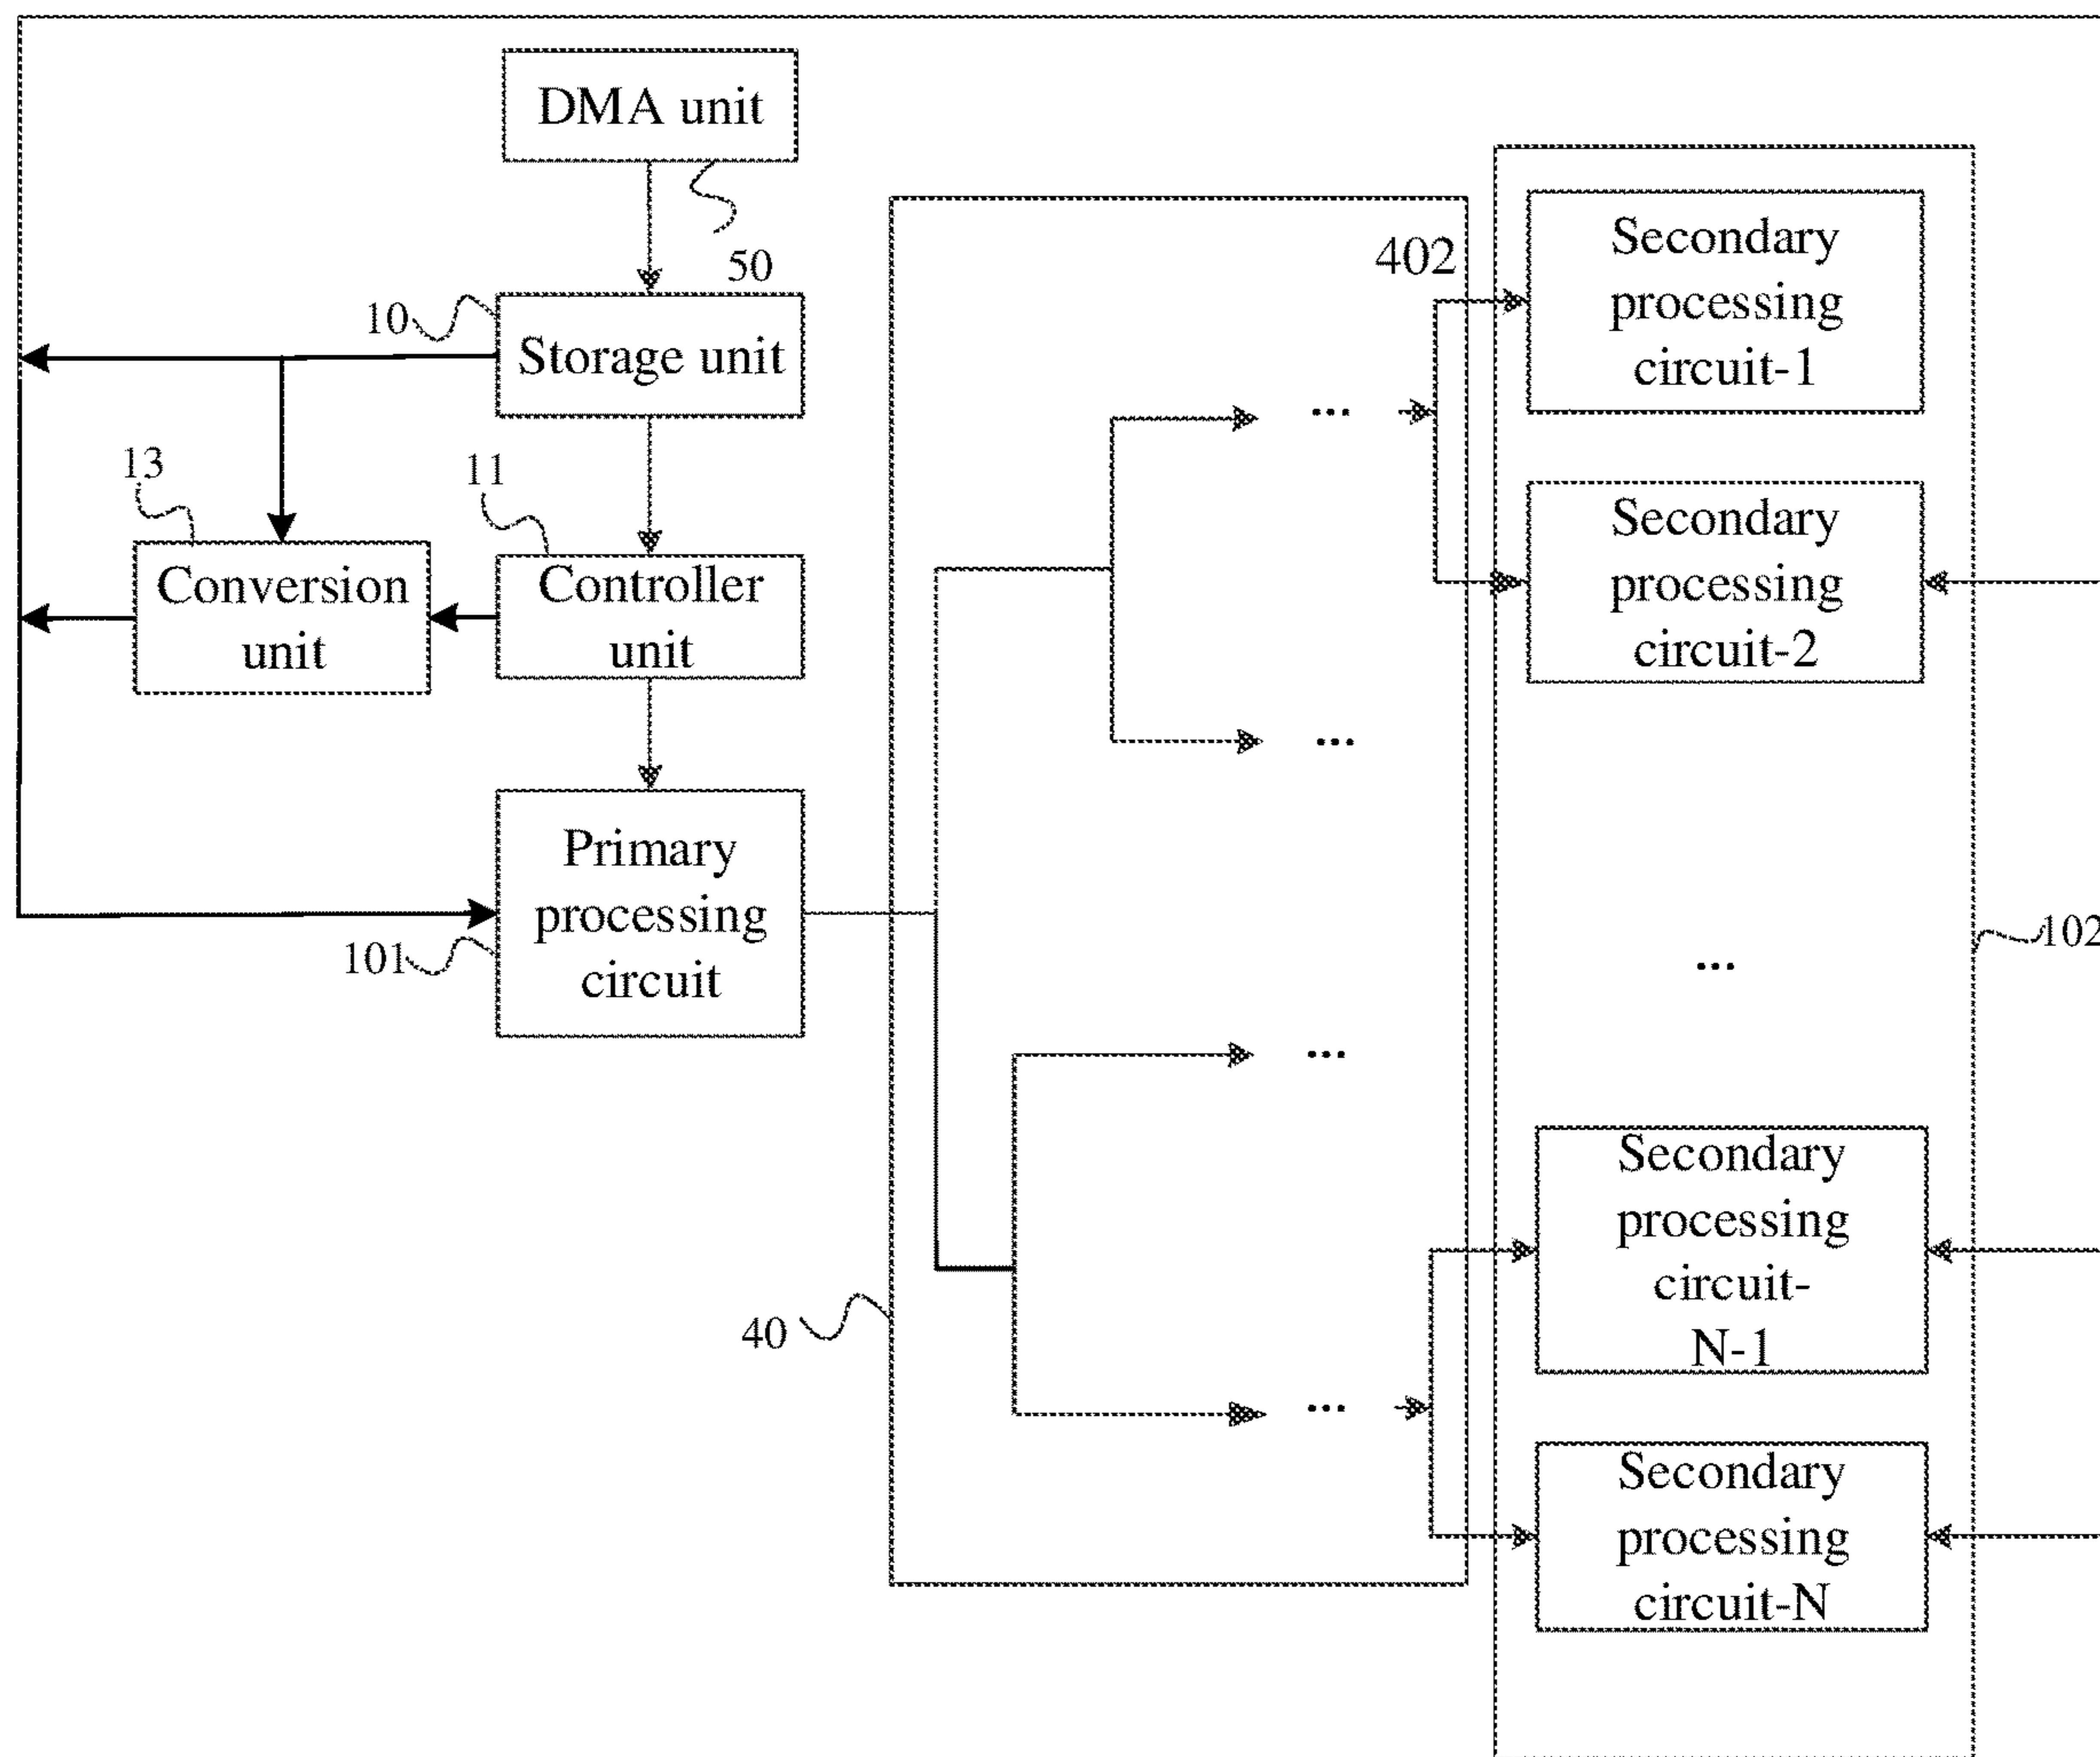 DMA unit
50
10
Storage unit
402
Secondary
processing
circuit-1
13
11
Conversion
unit
Controller
unit
...
Secondary
processing
circuit-2
...
Primary
processing
circuit
101
...
102
...
Secondary
processing
circuit-
N-1
40
...
Secondary
processing
circuit-N